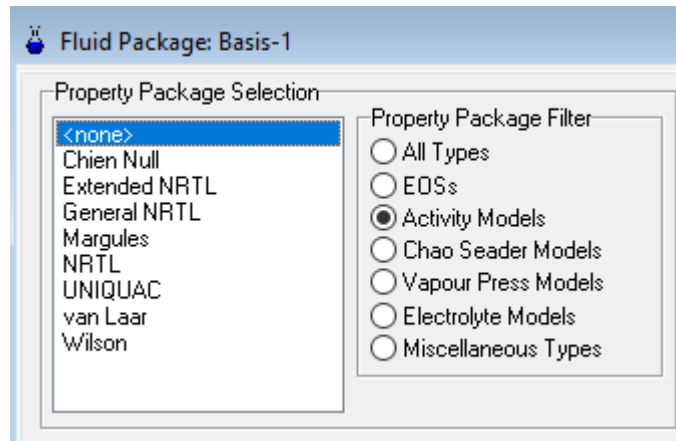 Fluid Package: Basis-1
Property Package Selection
<none>
Chien Null
Extended NRTL
General NRTL
Margules
NRTL
UNIQUAC
van Laar
Wilson
Property Package Filter
All Types
EOSs
Activity Models
Chao Seader Models
Vapour Press Models
Electrolyte Models
Miscellaneous Types